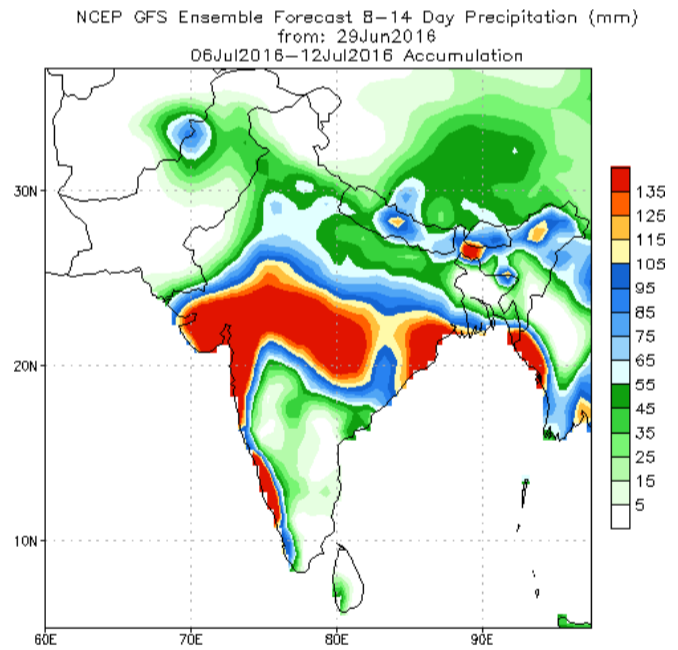 NCEP GFS Ensemble Forecast 8-14 Day Precipitation (mm)
from: 29Jun2016
06Jul2016-12Jul2016 Accumulation
30N
20N
10N
60E
70E
80E
90E
135
125
115
105
95
85
75
65
55
45
35
25
15
5